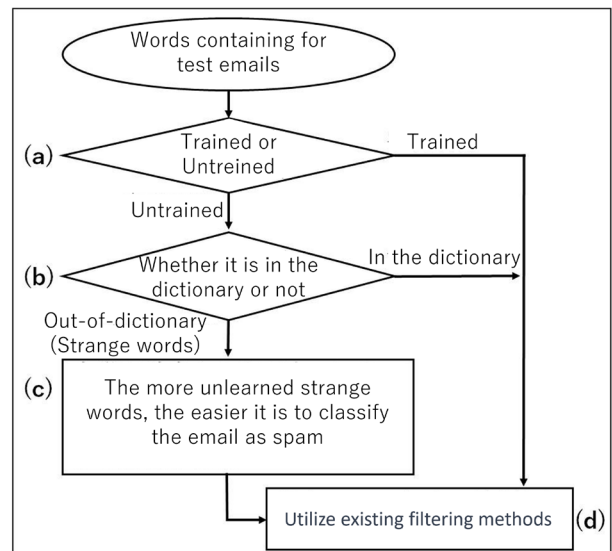 Words containing for
test emails
(a)
Trained or
Untreined
Trained
Untrained
(b)
Whether it is in the
dictionary or not
In the dictionary
Out-of-dictionary
(Strange words)
(c)
The more unlearned strange
words, the easier it is to classify
the email as spam
Utilize existing filtering methods
(d)